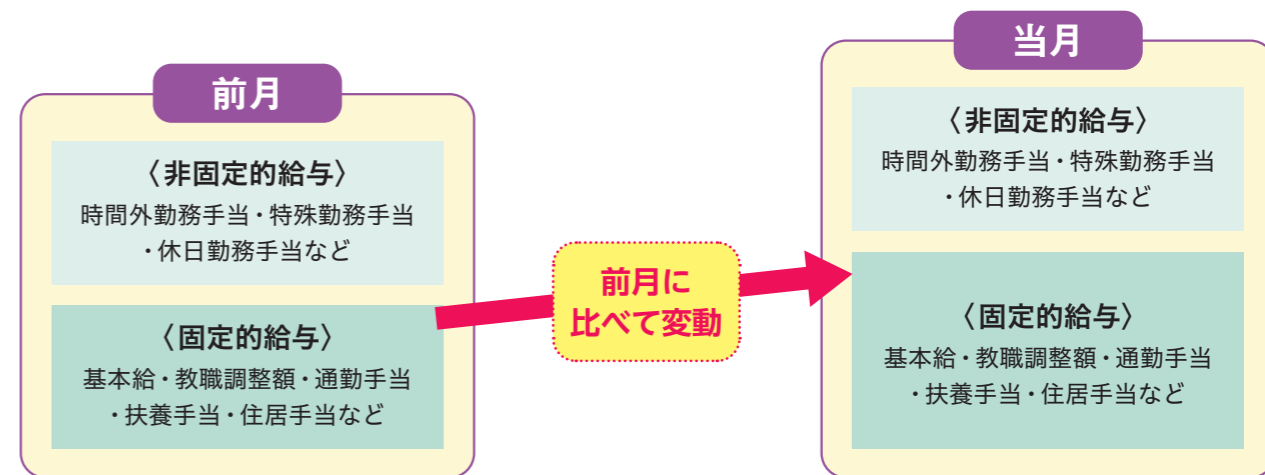 前月
〈非固定的給与〉
時間外勤務手当・特殊勤務手当
・休日勤務手当など
〈固定的給与〉
基本給・教職調整額・通勤手当
・扶養手当・住居手当など
前月に
比べて変動
当月
〈非固定的給与〉
時間外勤務手当・特殊勤務手当
・休日勤務手当など
〈固定的給与〉
基本給・教職調整額・通勤手当
・扶養手当・住居手当など